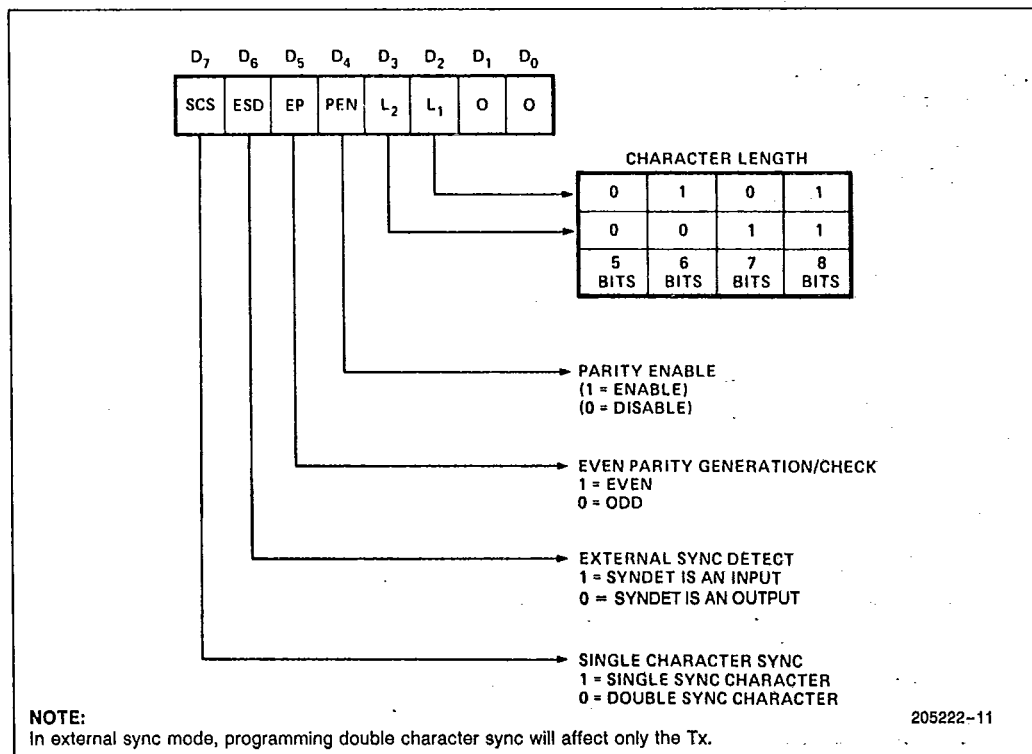 D7 D6 D5 D4 D3 D2 D1 D0
SCS ESD EP PEN L2 L1 0 0
CHARACTER LENGTH
0 1 0 1
0 0 1 1
5 BITS 6 BITS 7 BITS 8 BITS
PARITY ENABLE
(1 = ENABLE)
(0 = DISABLE)
EVEN PARITY GENERATION/CHECK
1 = EVEN
0 = ODD
EXTERNAL SYNC DETECT
1 = SYNDET IS AN INPUT
0 = SYNDET IS AN OUTPUT
SINGLE CHARACTER SYNC
1 = SINGLE SYNC CHARACTER
0 = DOUBLE SYNC CHARACTER
NOTE:
205222-11
In external sync mode, programming double character sync will affect only the Tx.